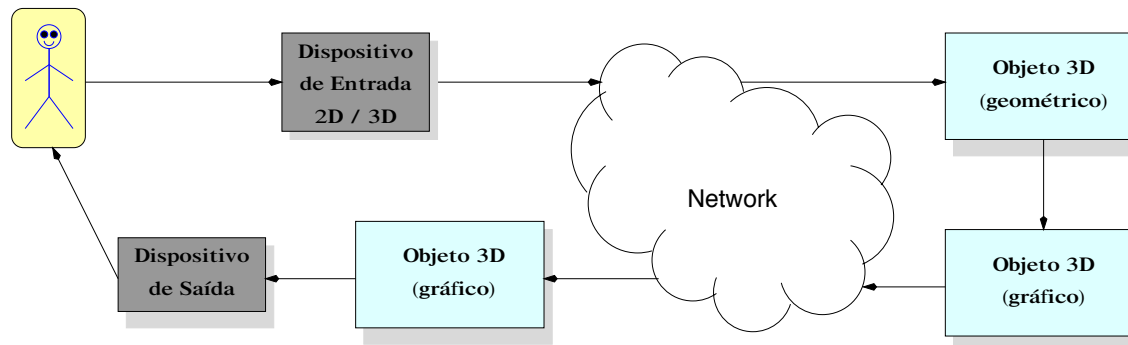 Dispositivo
de Entrada
2D / 3D
Objeto 3D
(geométrico)
Network
Dispositivo
de Saída
Objeto 3D
(gráfico)
Objeto 3D
(gráfico)